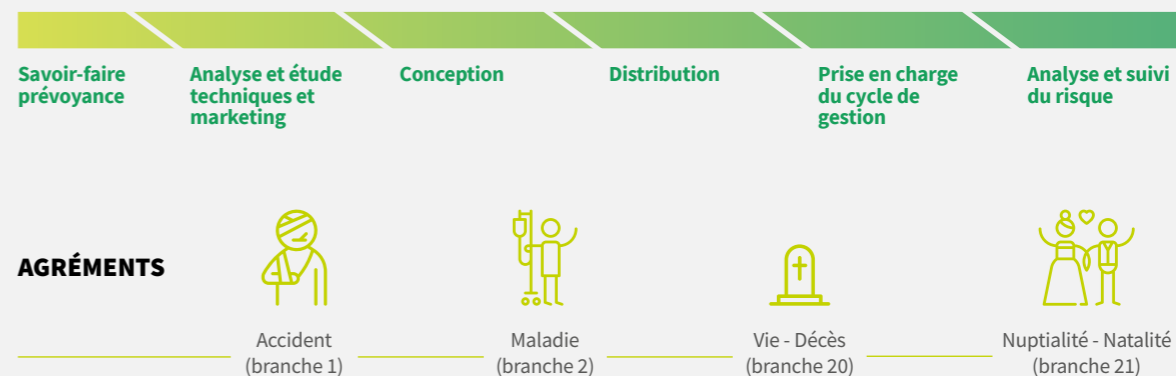 Savoir-faire
prévoyance
Analyse et étude
techniques et
marketing
Conception
Distribution
Prise en charge
du cycle de
gestion
Analyse et suivi
du risque
AGRÉMENTS
Accident
(branche 1)
Maladie
(branche 2)
Vie - Décès
(branche 20)
Nuptialité - Natalité
(branche 21)